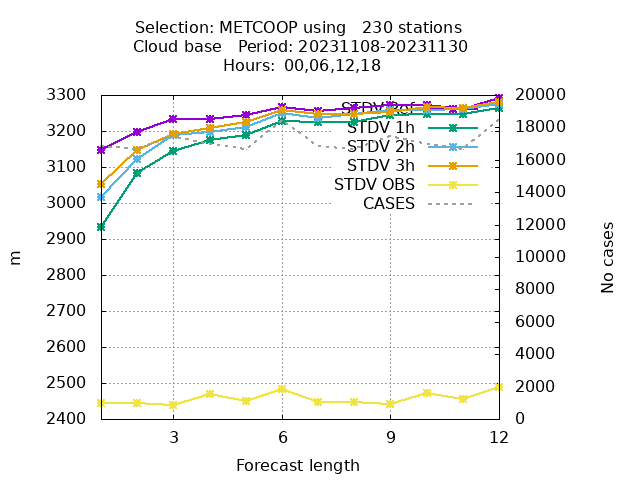 Selection: METCOOP using 230 stations
Cloud base Period: 20231108-20231130
Hours: 00,06,12,18
3300
3200
3100
3000
2900
2800
2700
2600
2500
2400
m
STDV
STDV 1h
STDV 2h
STDV 3h
STDV OBS
CASES
20000
18000
16000
14000
12000
10000
8000
6000
4000
2000
0
No cases
3
6
9
12
Forecast length